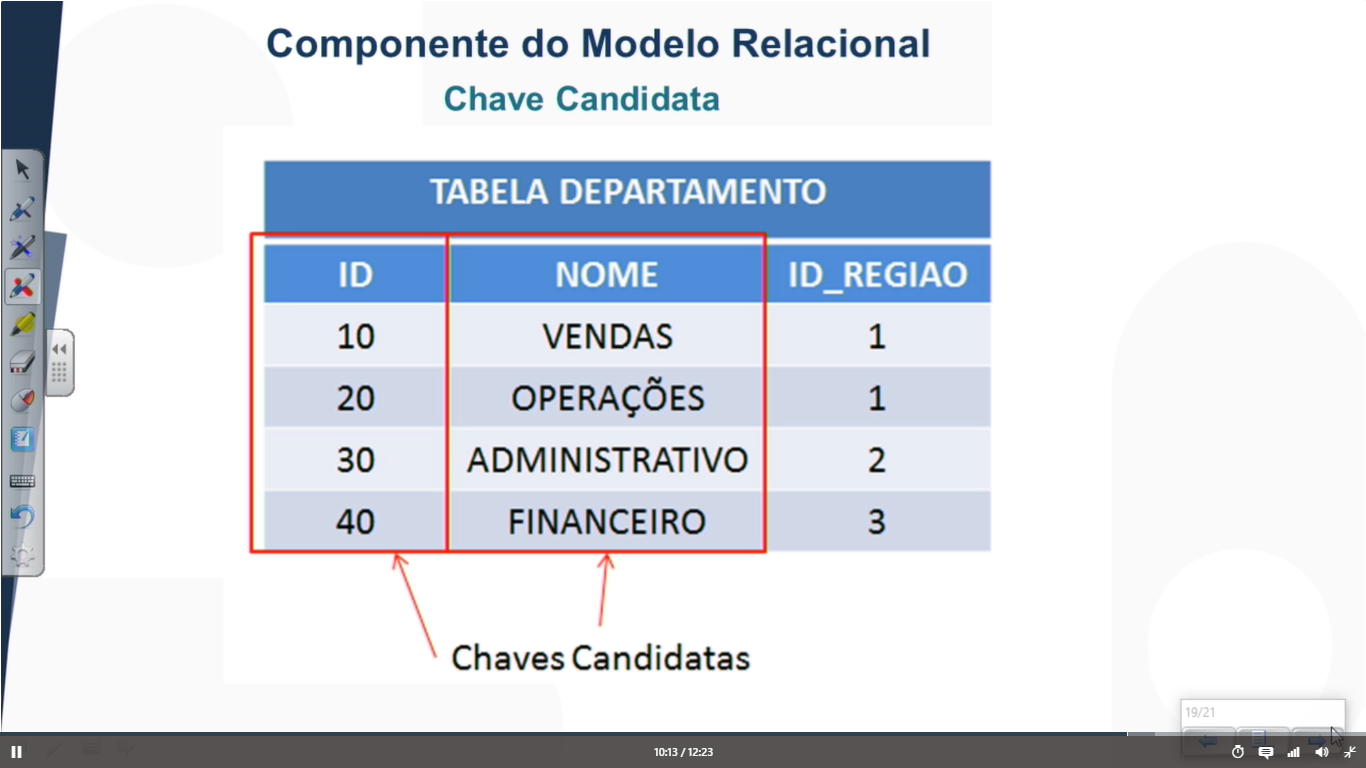 Componente do Modelo Relacional
Chave Candidata
TABELA DEPARTAMENTO
ID NOME ID_REGIAO
10 VENDAS 1
20 OPERAÇÕES 1
30 ADMINISTRATIVO 2
40 FINANCEIRO 3
Chaves Candidatas
19/21
10:13 / 12:23